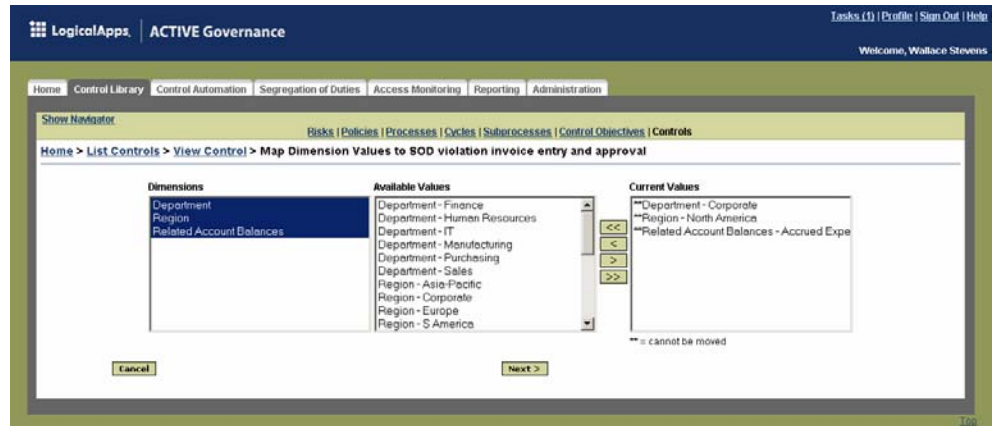 Tasks (1) | Profile | Sign Out | Help
LogicalApps. ACTIVE Governance
Welcome, Wallace Stevens
Home Control Library Control Automation Segregation of Duties Access Monitoring Reporting Administration
Show Navigator
Risks | Policies | Processes | Cycles | Subprocesses | Control Objectives | Controls
Home > List Controls > View Control > Map Dimension Values to SOD violation invoice entry and approval
Dimensions
Department
Region
Related Account Balances
Available Values
Department - Finance
Department - Human Resources
Department - IT
Department - Manufacturing
Department - Purchasing
Department - Sales
Region - Asia-Pacific
Region - Corporate
Region - Europe
Region - S America
<<
<
>
>>
Current Values
**Department - Corporate
**Region - North America
**Related Account Balances - Accrued Expe
** = cannot be moved
Cancel
Next >
Top